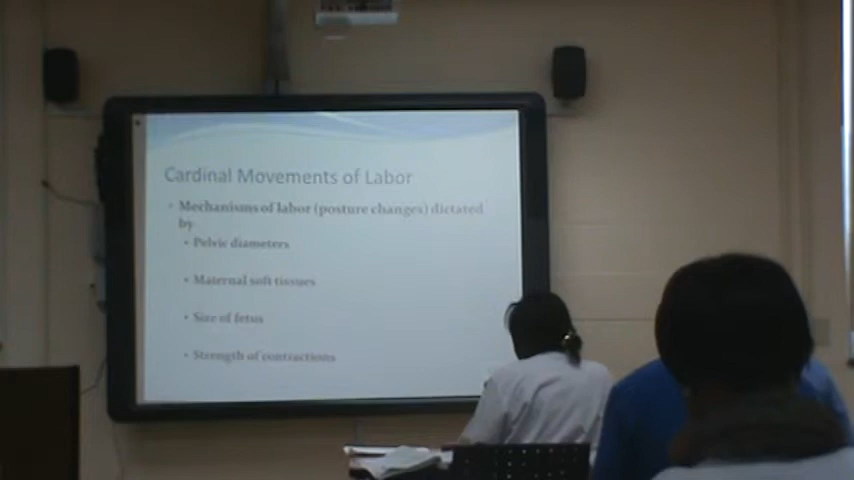 Cardinal Movements of Labor
• Mechanisms of labor (posture changes) dictated
by
• Pelvic diameters
• Maternal soft tissues
• Size of fetus
• Strength of contractions